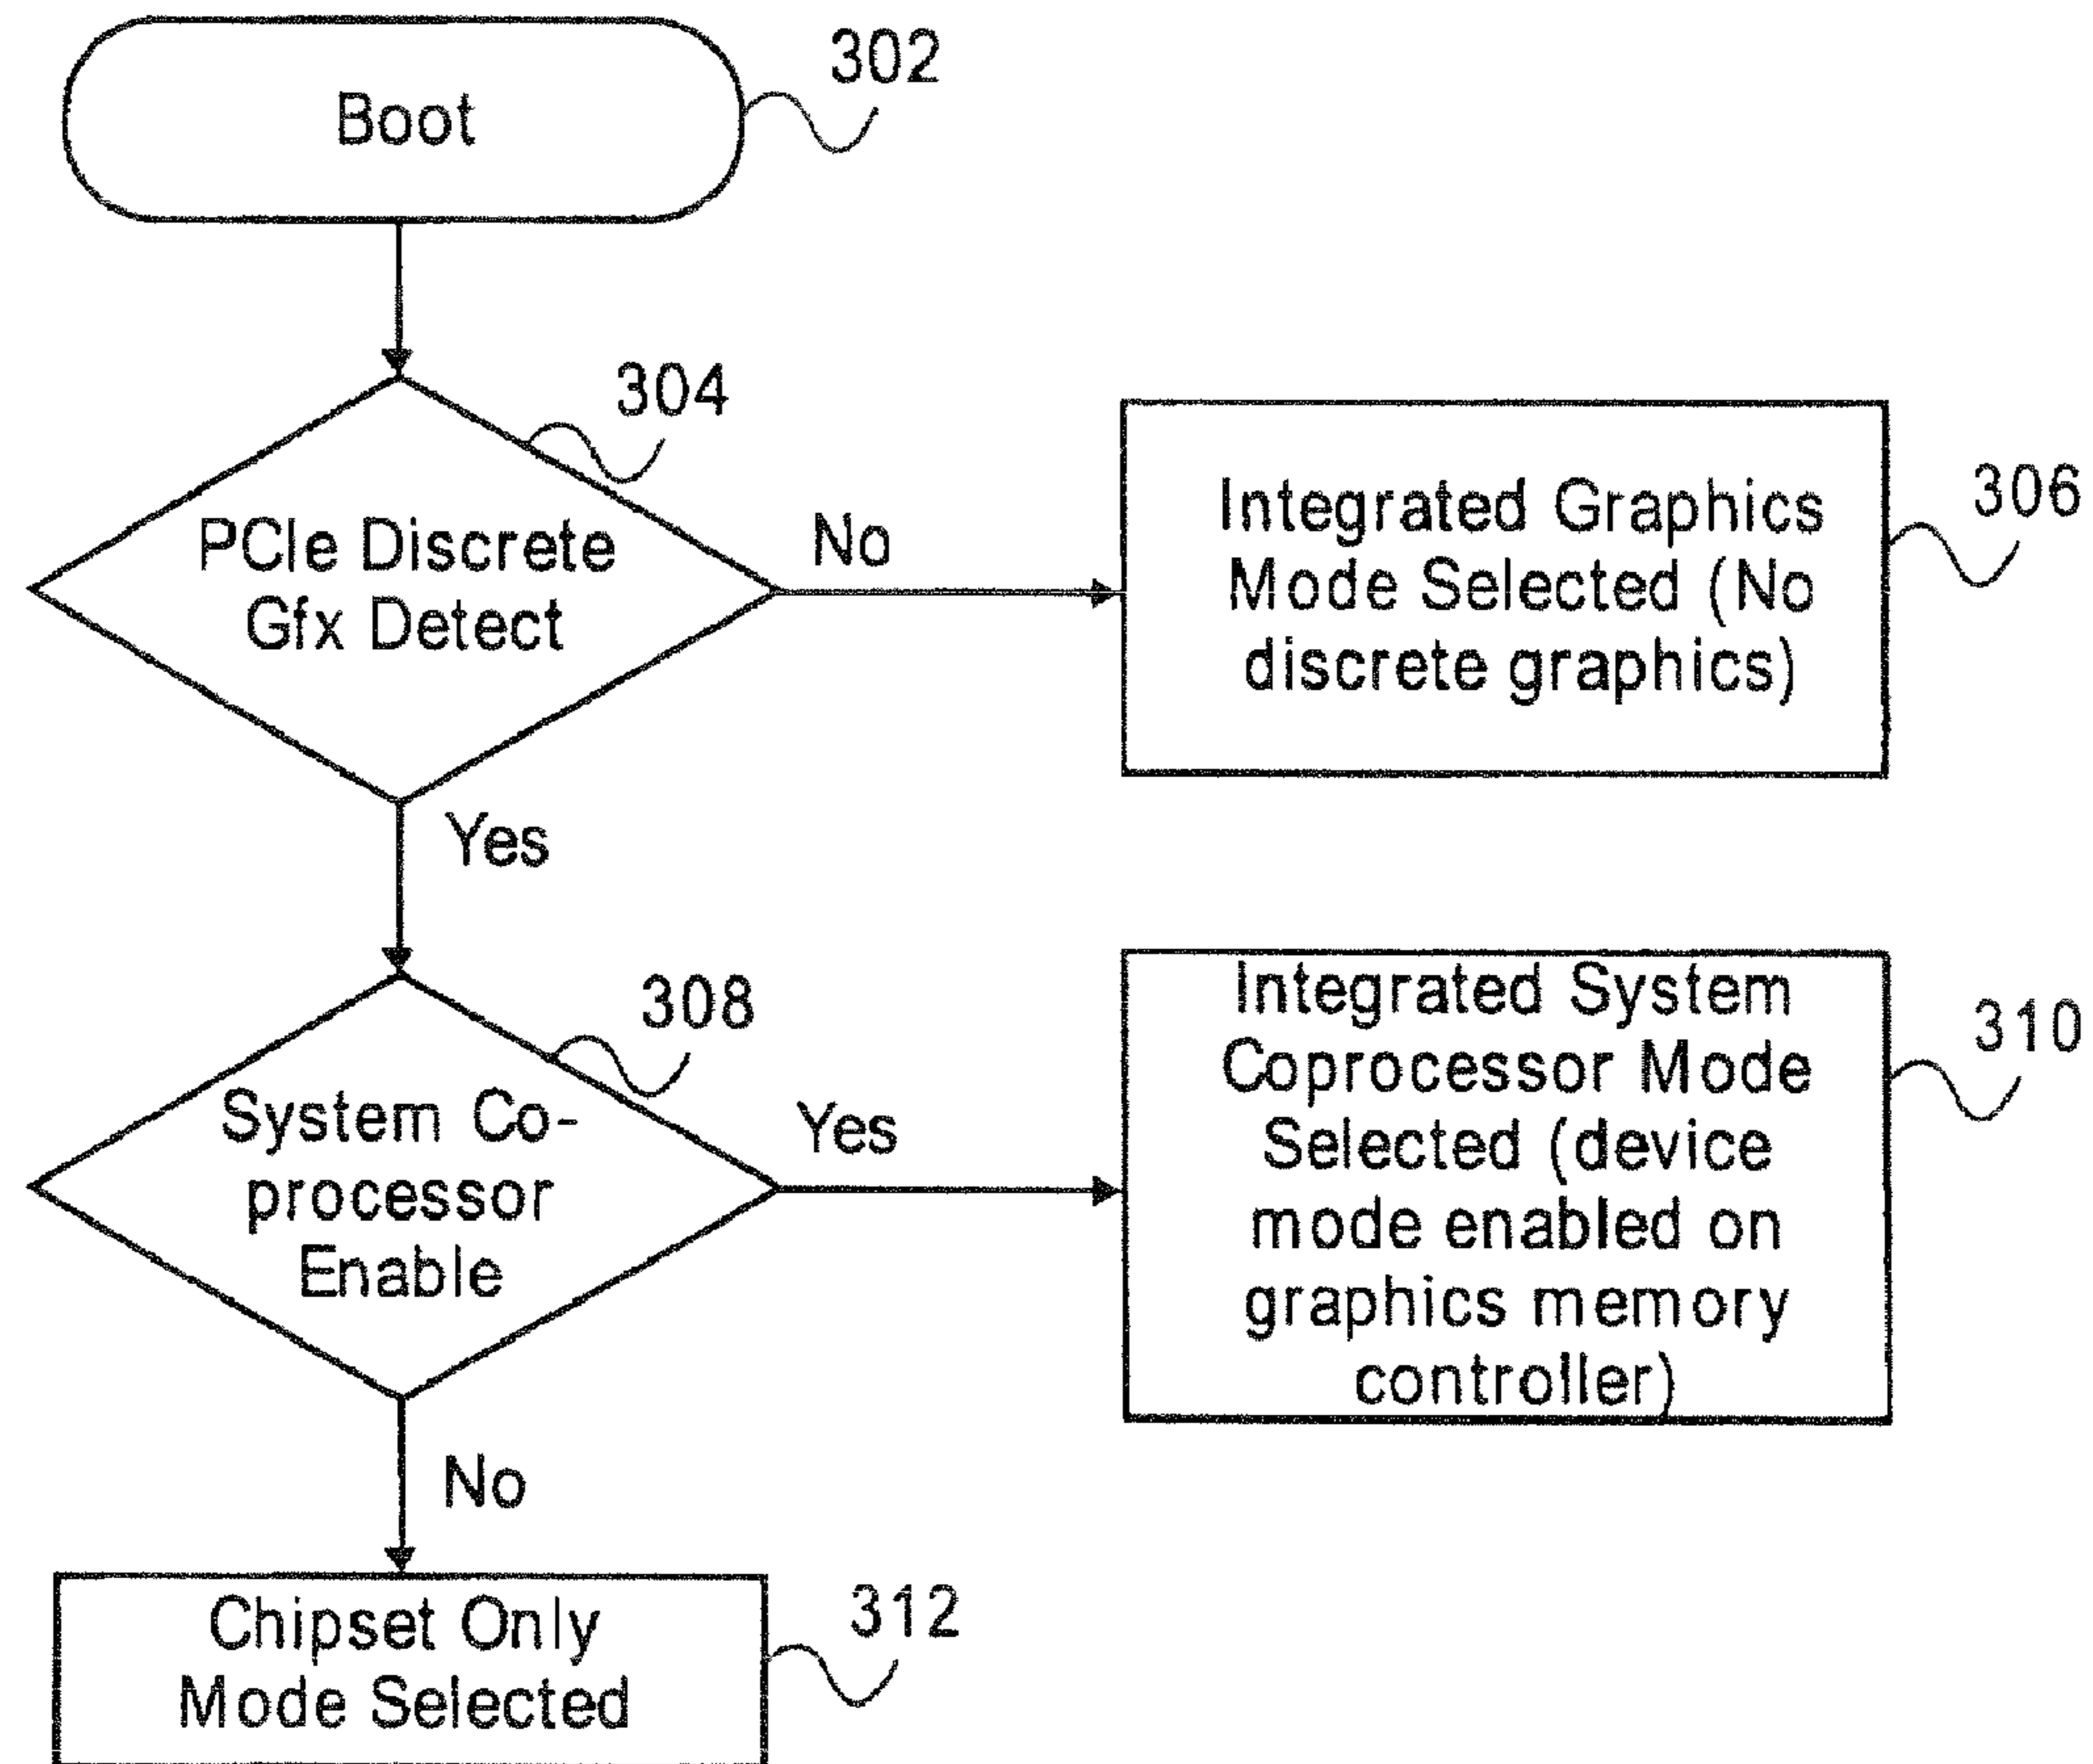 Boot
302
304
PCIe Discrete
Gfx Detect
No
Integrated Graphics
Mode Selected (No
discrete graphics)
306
Yes
308
System Co-
processor
Enable
Yes
Integrated System
Coprocessor Mode
Selected (device
mode enabled on
graphics memory
controller)
310
No
Chipset Only
Mode Selected
312